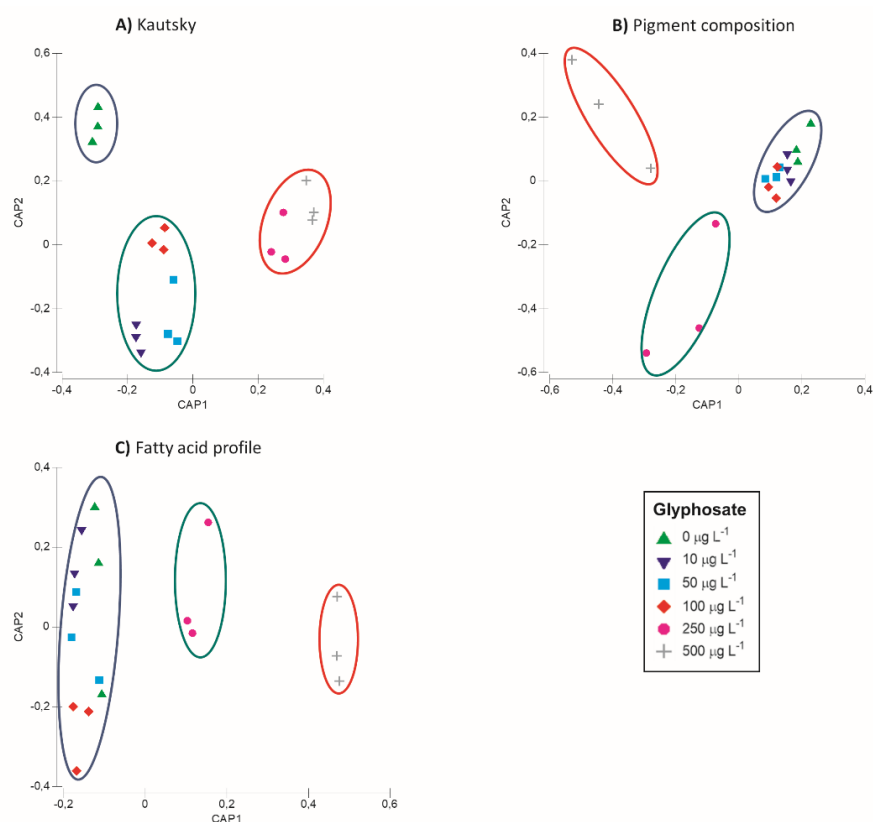 A) Kautsky
0,6
0,4
0,2
0
-0,2
-0,4
CAP2
-0,4
-0,2
0
0,2
0,4
0,6
CAP1
B) Pigment composition
0,4
0,2
0
-0,2
-0,4
-0,6
CAP2
-0,6
-0,4
-0,2
0
0,2
0,4
CAP1
C) Fatty acid profile
0,4
0,2
0
-0,2
0,4
CAP2
-0,2
0
0,2
0,4
0,6
CAP1
Glyphosate
0 µg L⁻¹
10 µg L⁻¹
50 µg L⁻¹
100 µg L⁻¹
250 µg L⁻¹
500 µg L⁻¹